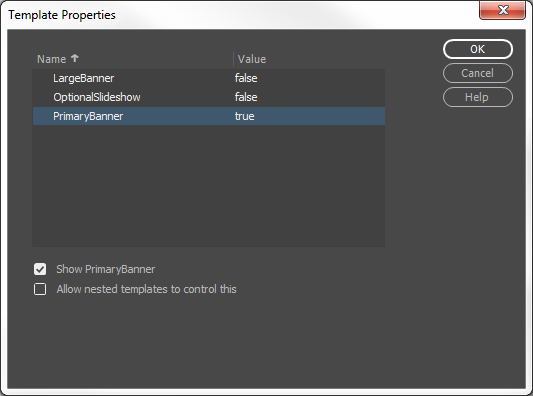 Template Properties
Name Value
LargeBanner false
OptionalSlideshow false
PrimaryBanner true
OK
Cancel
Help
Show PrimaryBanner
Allow nested templates to control this